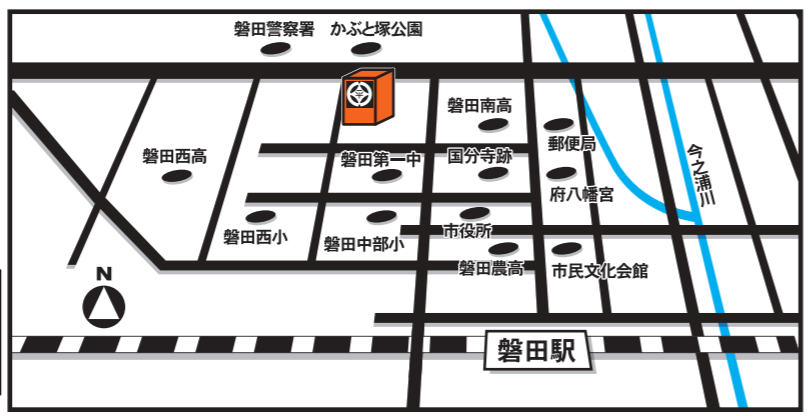 磐田警察署
かぶと塚公園
磐田南高
郵便局
磐田西高
磐田第一中
国分寺跡
今之浦川
府八幡宮
磐田西小
磐田中部小
市役所
磐田農高
市民文化会館
N
磐田駅